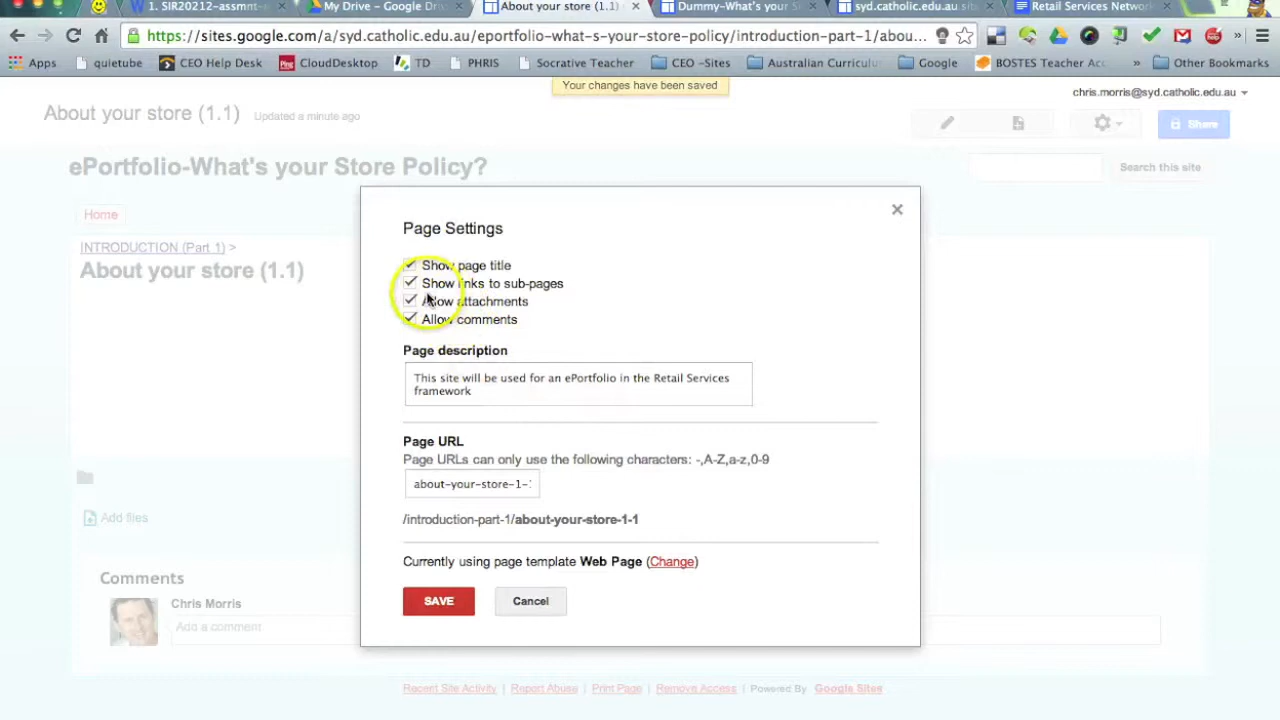 1. SIR20212-assmnt-
My Drive - Google Dro
About your store (1.1)
Dummy-What's your S
syd.catholic.edu.au site
Retail Services Network
https://sites.google.com/a/syd.catholic.edu.au/eportfolio-what-s-your-store-policy/introduction-part-1/abou...
Apps
quietube
CEO Help Desk
CloudDesktop
TD
PHRIS
Socrative Teacher
CEO -Sites
Australian Curriculu
Google
BOSTES Teacher Ac
Other Bookmarks
Your changes have been saved
chris.morris@syd.catholic.edu.au
About your store (1.1)
Updated a minute ago
Share
ePortfolio-What's your Store Policy?
Search this site
Home
INTRODUCTION (Part 1) >
About your store (1.1)
Page Settings
Show page title
Show links to sub-pages
Allow attachments
Allow comments
Page description
This site will be used for an ePortfolio in the Retail Services
framework
Page URL
Page URLs can only use the following characters: -,A-Z,a-z,0-9
about-your-store-1-
/introduction-part-1/about-your-store-1-1
Currently using page template Web Page (Change)
SAVE
Cancel
Add files
Comments
Chris Morris
Add a comment
Recent Site Activity | Report Abuse | Print Page | Remove Access | Powered By Google Sites